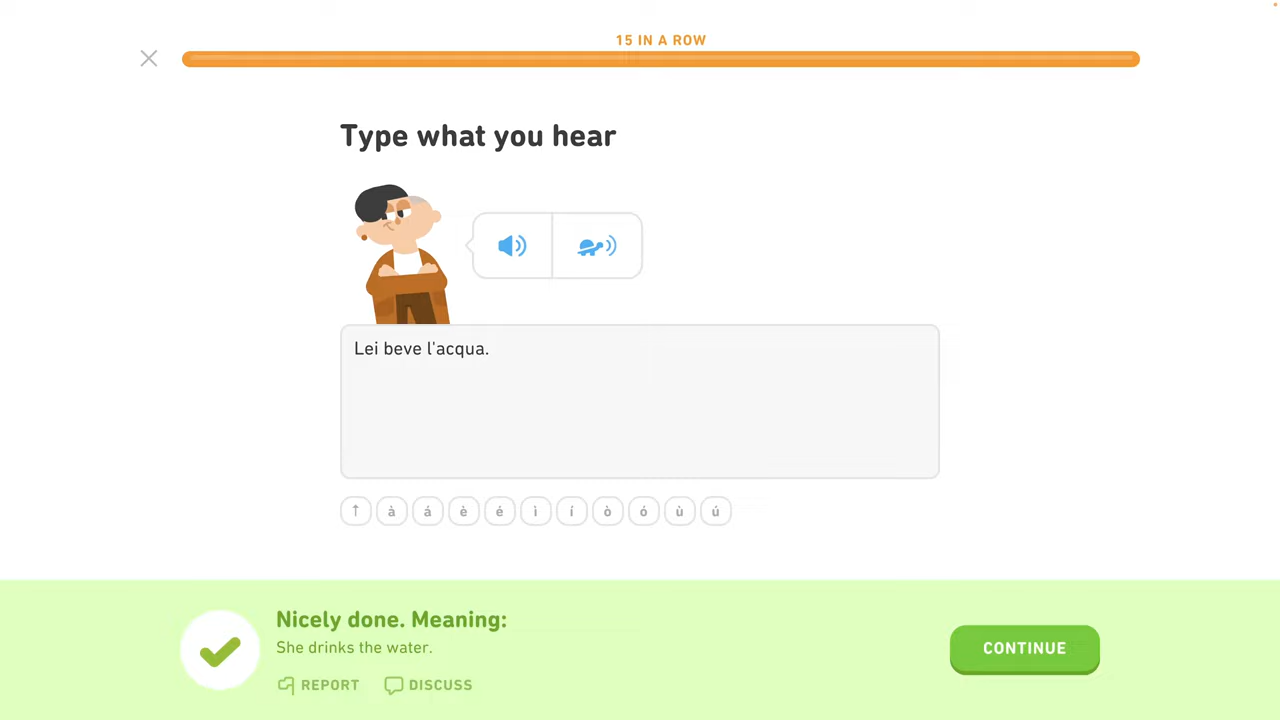 15 IN A ROW
Type what you hear
Lei beve l'acqua.
↑ à á è é ì í ò ó ù ú
Nicely done. Meaning:
She drinks the water.
REPORT DISCUSS
CONTINUE